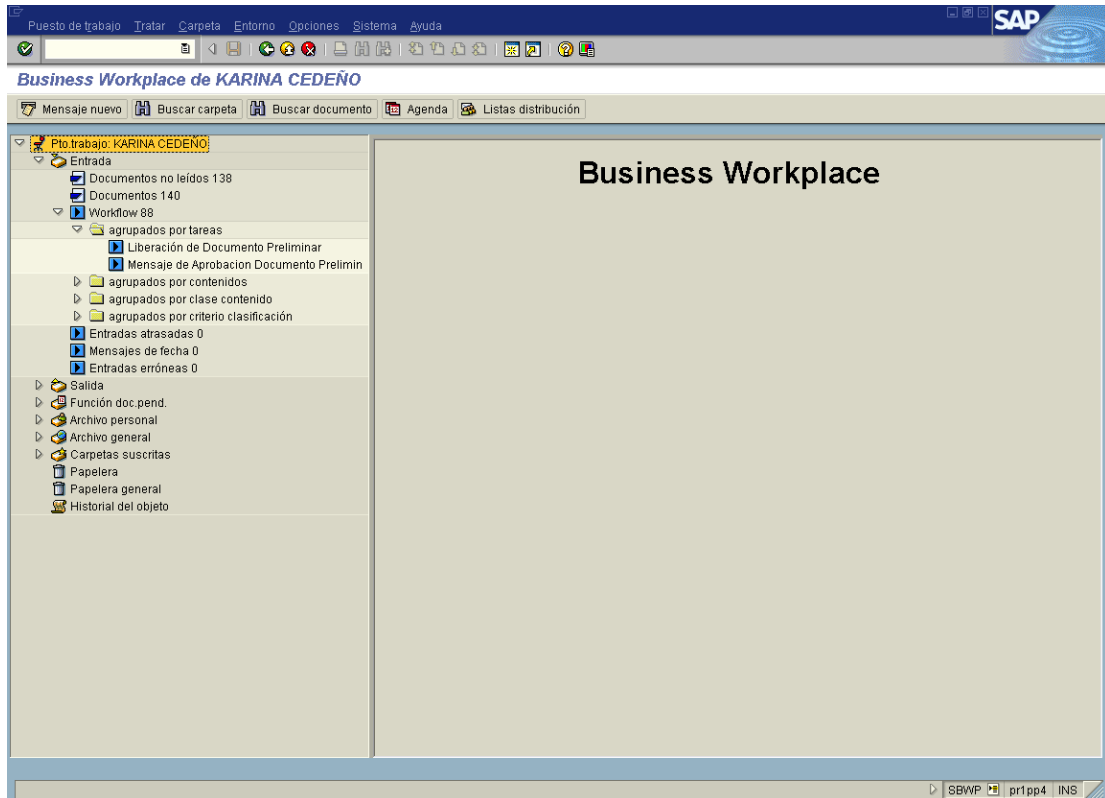 Puesto de trabajo Tratar Carpeta Entorno Opciones Sistema Ayuda
SAP
Business Workplace de KARINA CEDEÑO
Mensaje nuevo Buscar carpeta Buscar documento Agenda Listas distribución
Pto.trabajo: KARINA CEDEÑO
Entrada
Documentos no leídos 138
Documentos 140
Workflow 88
agrupados por tareas
Liberación de Documento Preliminar
Mensaje de Aprobacion Documento Prelimin
agrupados por contenidos
agrupados por clase contenido
agrupados por criterio clasificación
Entradas atrasadas 0
Mensajes de fecha 0
Entradas erróneas 0
Salida
Función doc.pend.
Archivo personal
Archivo general
Carpetas suscritas
Papelera
Papelera general
Historial del objeto
Business Workplace
SBWP pr1pp4 INS